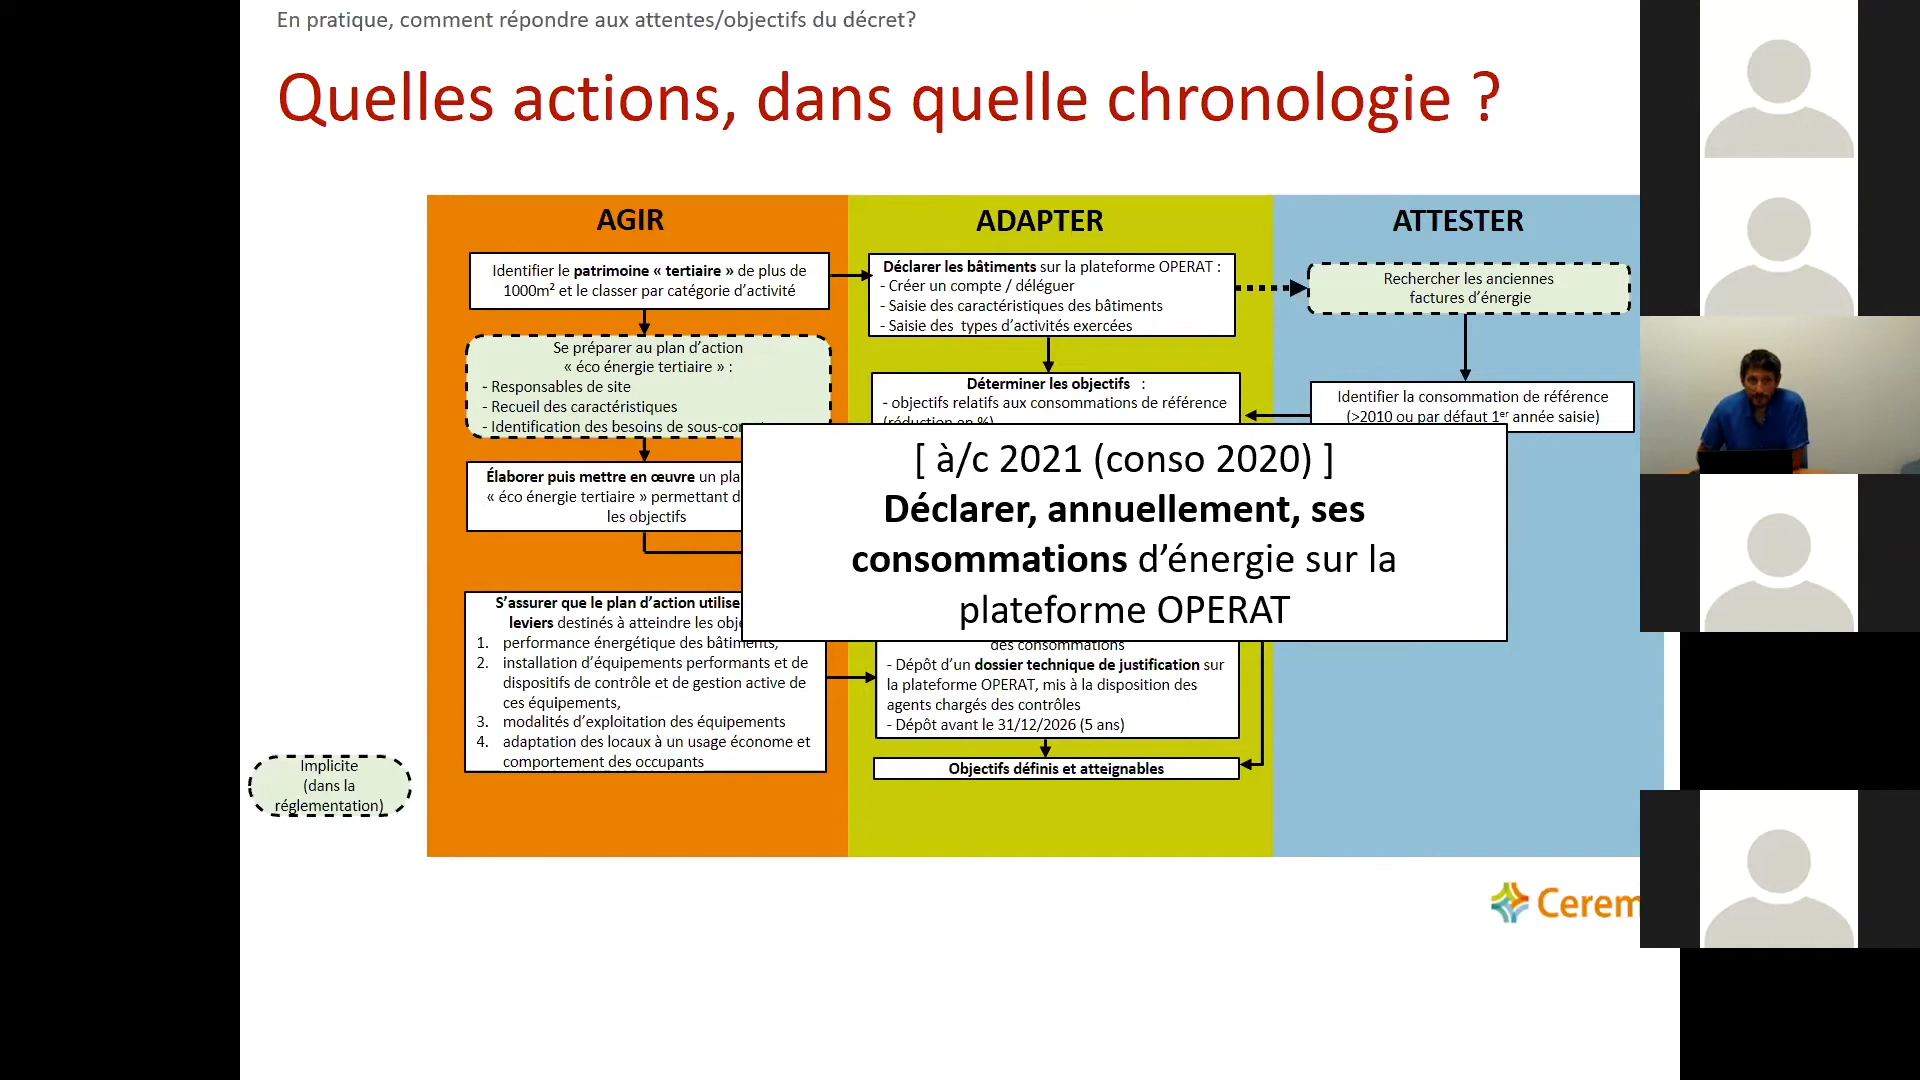 En pratique, comment répondre aux attentes/objectifs du décret?
Quelles actions, dans quelle chronologie ?
AGIR
Identifier le patrimoine « tertiaire » de plus de
1000m² et le classer par catégorie d’activité
Se préparer au plan d’action
« éco énergie tertiaire » :
- Responsables de site
- Recueil des caractéristiques
- Identification des besoins de
Élaborer puis mettre en œuvre un
« éco énergie tertiaire » permettant
les objectifs
S’assurer que le plan d’action utilise
leviers destinés à atteindre les
1. performance énergétique des bâtiments,
2. installation d’équipements performants et de
dispositifs de contrôle et de gestion active de
ces équipements,
3. modalités d’exploitation des équipements
4. adaptation des locaux à un usage économe et
comportement des occupants
ADAPTER
Déclarer les bâtiments sur la plateforme OPERAT :
- Créer un compte / déléguer
- Saisie des caractéristiques des bâtiments
- Saisie des types d’activités exercées
Déterminer les objectifs :
- objectifs relatifs aux consommations de référence
(réduction en %)
[ à/c 2021 (conso 2020) ]
Déclarer, annuellement, ses
consommations d’énergie sur la
plateforme OPERAT
des consommations
- Dépôt d’un dossier technique de justification sur
la plateforme OPERAT, mis à la disposition des
agents chargés des contrôles
- Dépôt avant le 31/12/2026 (5 ans)
Objectifs définis et atteignables
ATTESTER
Rechercher les anciennes
factures d’énergie
Identifier la consommation de référence
(>2010 ou par défaut 1er année saisie)
Implicite
(dans la
réglementation)
Cerem